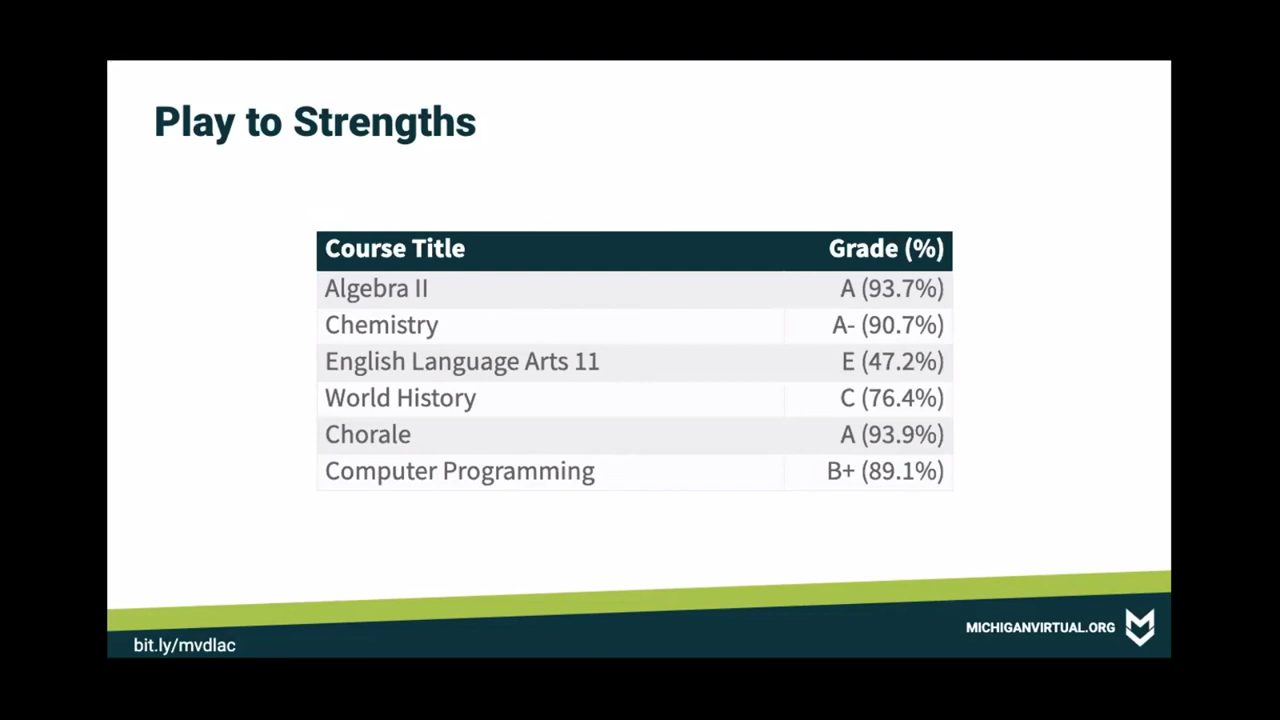 Play to Strengths
Course Title Grade (%)
Algebra II A (93.7%)
Chemistry A- (90.7%)
English Language Arts 11 E (47.2%)
World History C (76.4%)
Chorale A (93.9%)
Computer Programming B+ (89.1%)
MICHIGANVIRTUAL.ORG
bit.ly/mvdlac